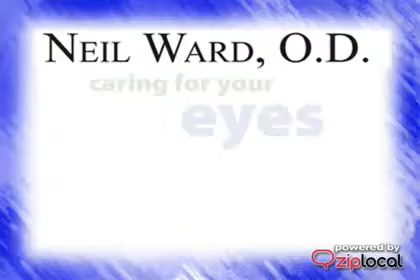 NEIL WARD, O.D.
caring for your
eyes
powered by
ziplocal